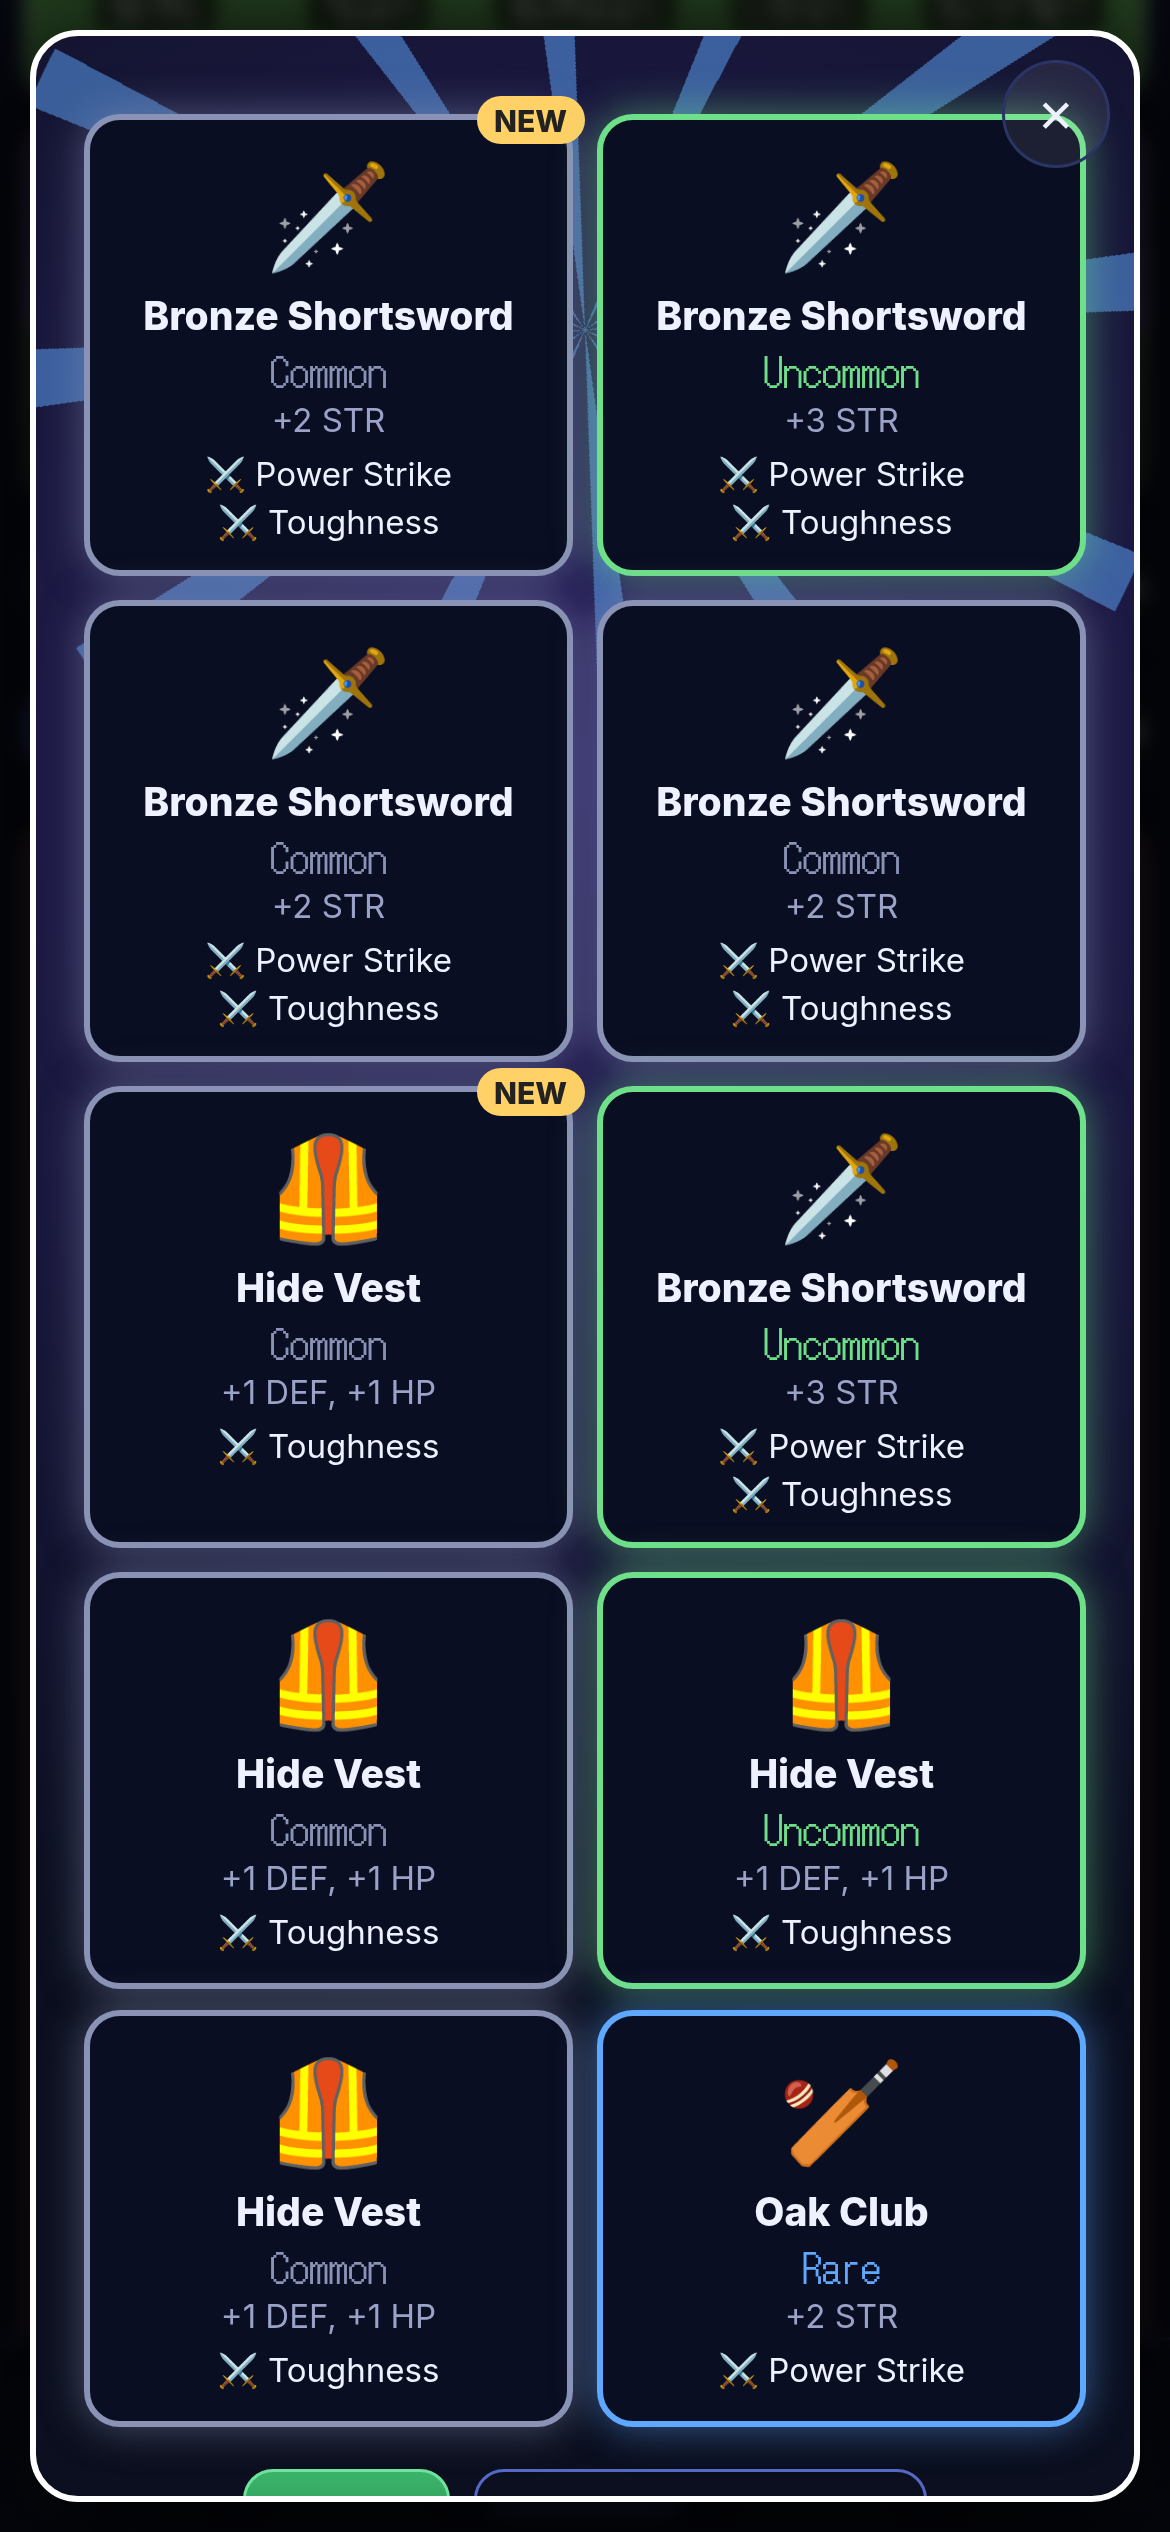 NEW
×
Bronze Shortsword
Common
+2 STR
⚔️ Power Strike
⚔️ Toughness
Bronze Shortsword
Uncommon
+3 STR
⚔️ Power Strike
⚔️ Toughness
Bronze Shortsword
Common
+2 STR
⚔️ Power Strike
⚔️ Toughness
Bronze Shortsword
Common
+2 STR
⚔️ Power Strike
⚔️ Toughness
NEW
Hide Vest
Common
+1 DEF, +1 HP
⚔️ Toughness
Bronze Shortsword
Uncommon
+3 STR
⚔️ Power Strike
⚔️ Toughness
Hide Vest
Common
+1 DEF, +1 HP
⚔️ Toughness
Hide Vest
Uncommon
+1 DEF, +1 HP
⚔️ Toughness
Hide Vest
Common
+1 DEF, +1 HP
⚔️ Toughness
Oak Club
Rare
+2 STR
⚔️ Power Strike